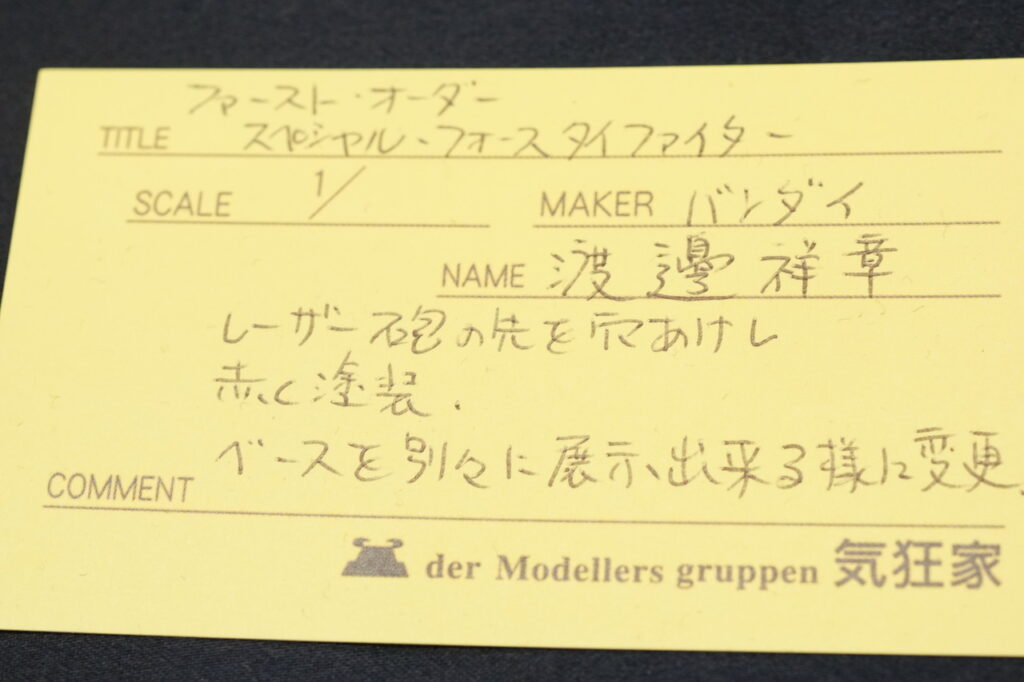 ファースト・オーダー
TITLE スペシャル・フォースタイファイター
SCALE 1/ MAKER バンダイ
NAME 渡邊祥章
レーザー砲の先を穴あけし
赤く塗装.
ベースを別々に展示出来る様に変更.
COMMENT
der Modellers gruppen 気狂家